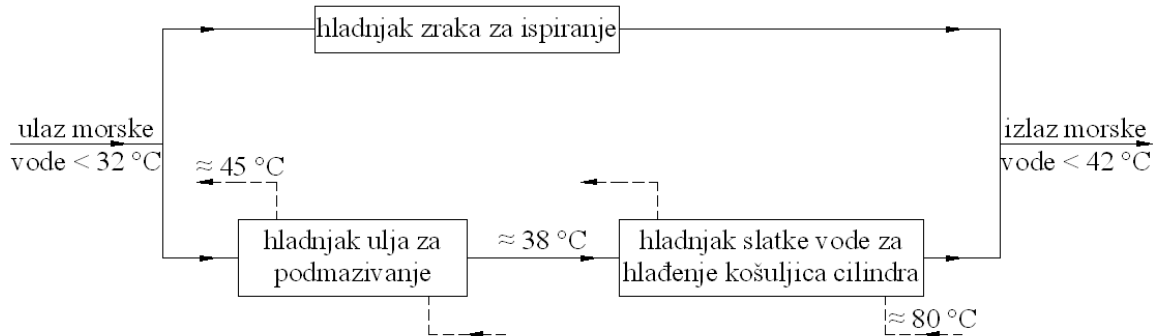 hladnjak zraka za ispiranje
ulaz morske
vode < 32 °C
izlaz morske
vode < 42 °C
≈ 45 °C
hladnjak ulja za
podmazivanje
≈ 38 °C
hladnjak slatke vode za
hlađenje košuljica cilindra
≈ 80 °C